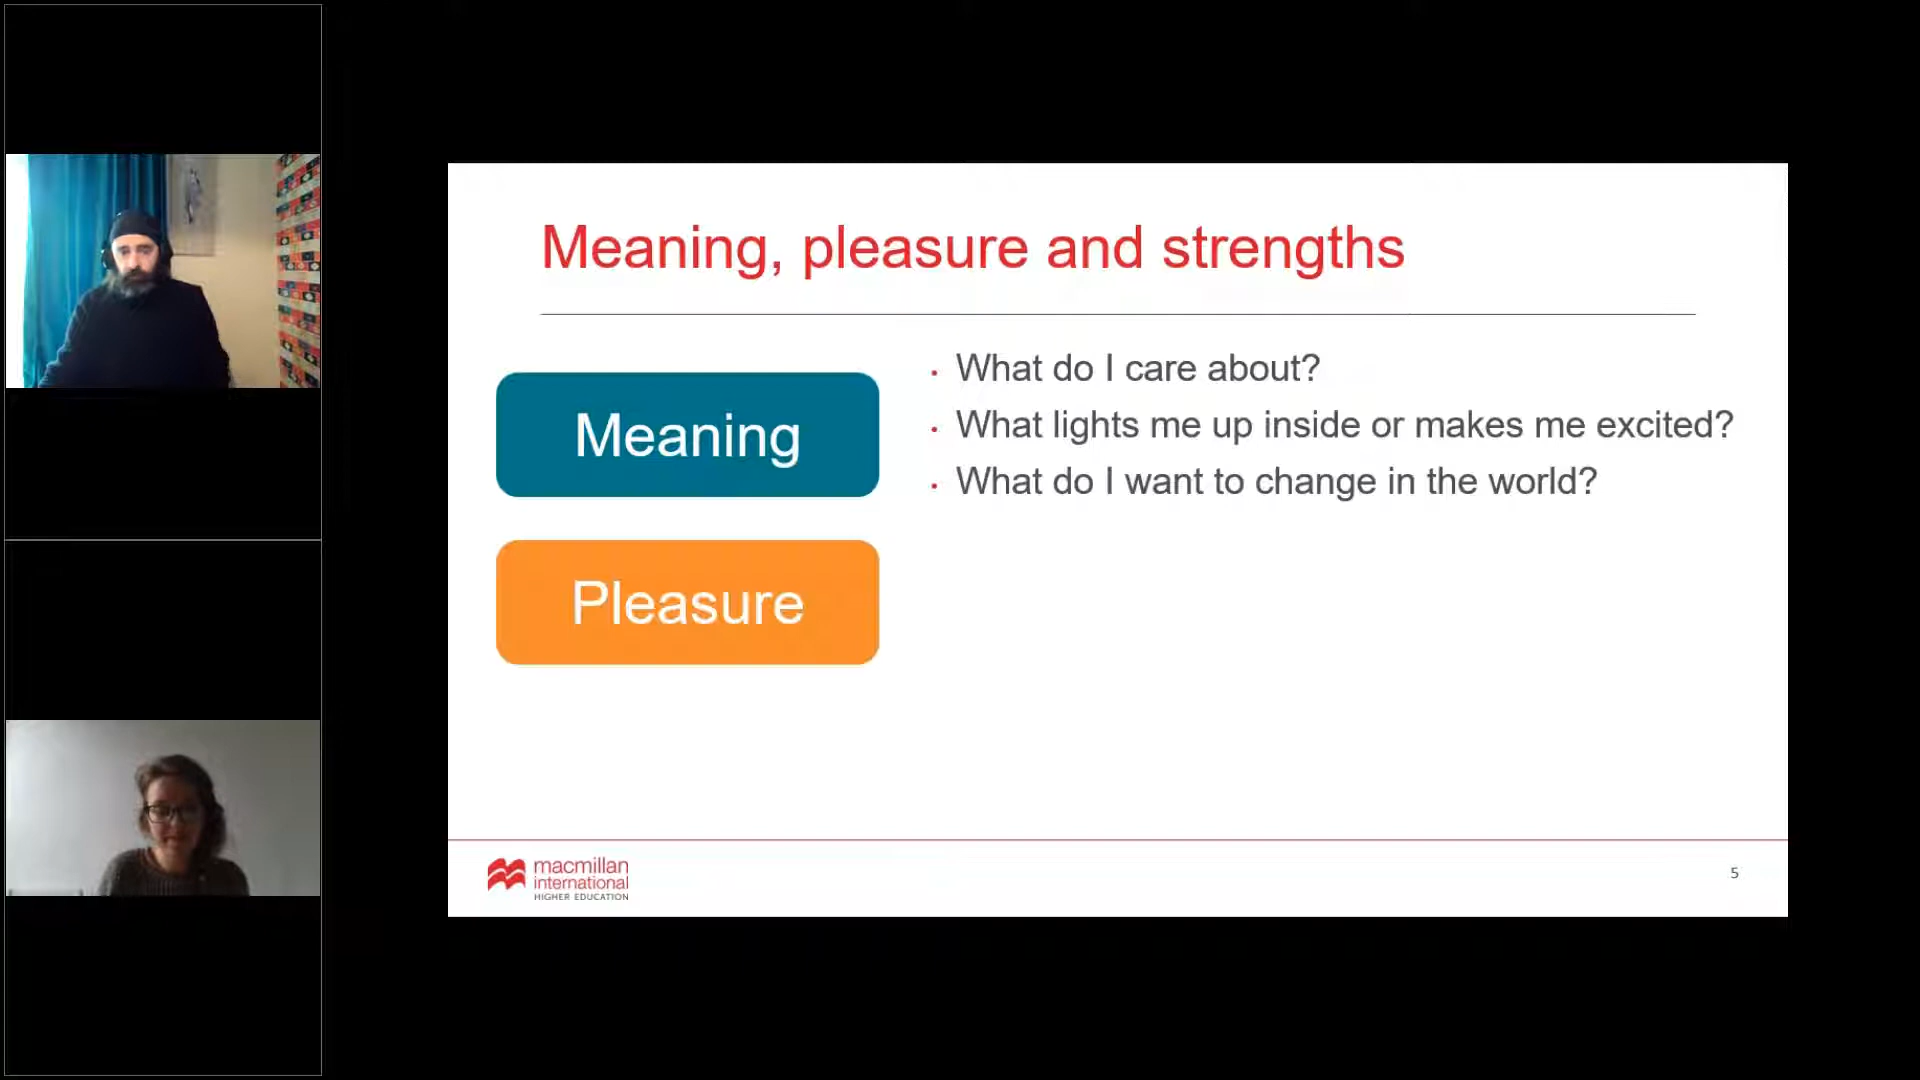 Meaning, pleasure and strengths
Meaning
• What do I care about?
• What lights me up inside or makes me excited?
• What do I want to change in the world?
Pleasure
macmillan
international
HIGHER EDUCATION
5